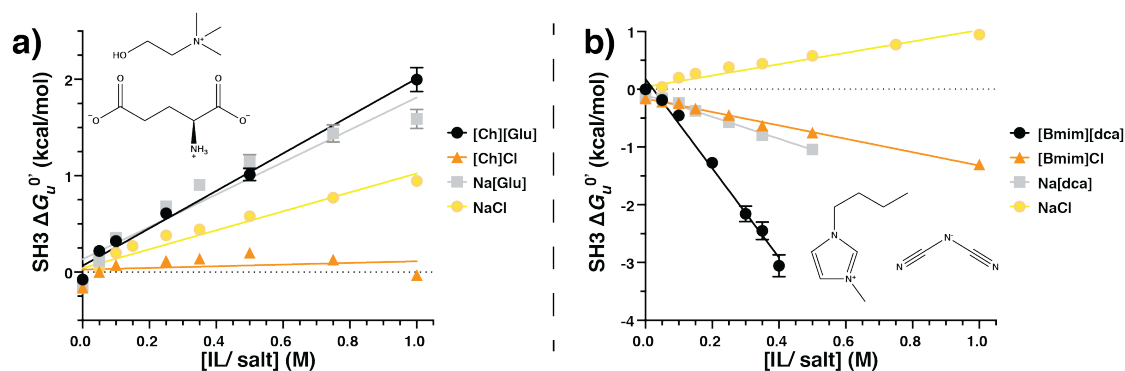 a)
SH3 ΔGu0' (kcal/mol)
2
1
0
0.0 0.2 0.4 0.6 0.8 1.0
[IL/ salt] (M)
HO
N+
O O
-O O-
NH3
+
[Ch][Glu]
[Ch]Cl
Na[Glu]
NaCl
b)
SH3 ΔGu0' (kcal/mol)
1
0
-1
-2
-3
-4
0.0 0.2 0.4 0.6 0.8 1.0
[IL/ salt] (M)
N
N+
N-
N N
[Bmim][dca]
[Bmim]Cl
Na[dca]
NaCl